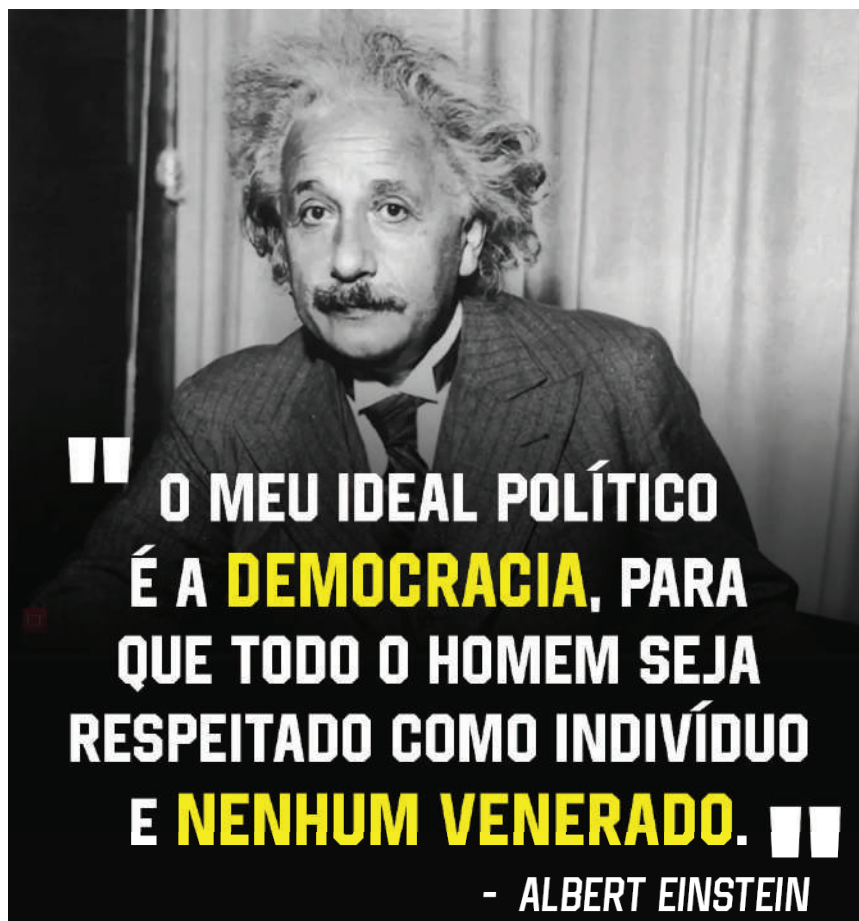 "O MEU IDEAL POLÍTICO
É A DEMOCRACIA, PARA
QUE TODO O HOMEM SEJA
RESPEITADO COMO INDIVÍDUO
E NENHUM VENERADO."
- ALBERT EINSTEIN